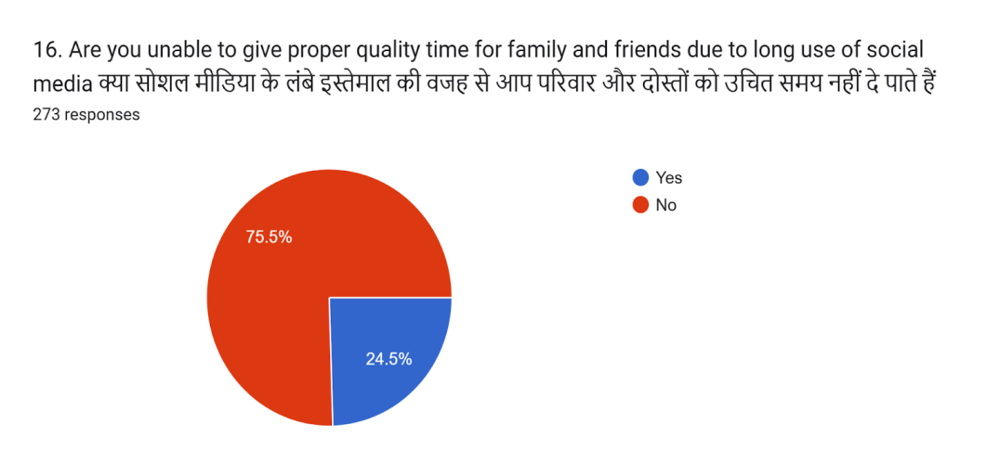 16. Are you unable to give proper quality time for family and friends due to long use of social
media क्या सोशल मीडिया के लंबे इस्तेमाल की वजह से आप परिवार और दोस्तों को उचित समय नहीं दे पाते हैं
273 responses
Yes
No
75.5%
24.5%